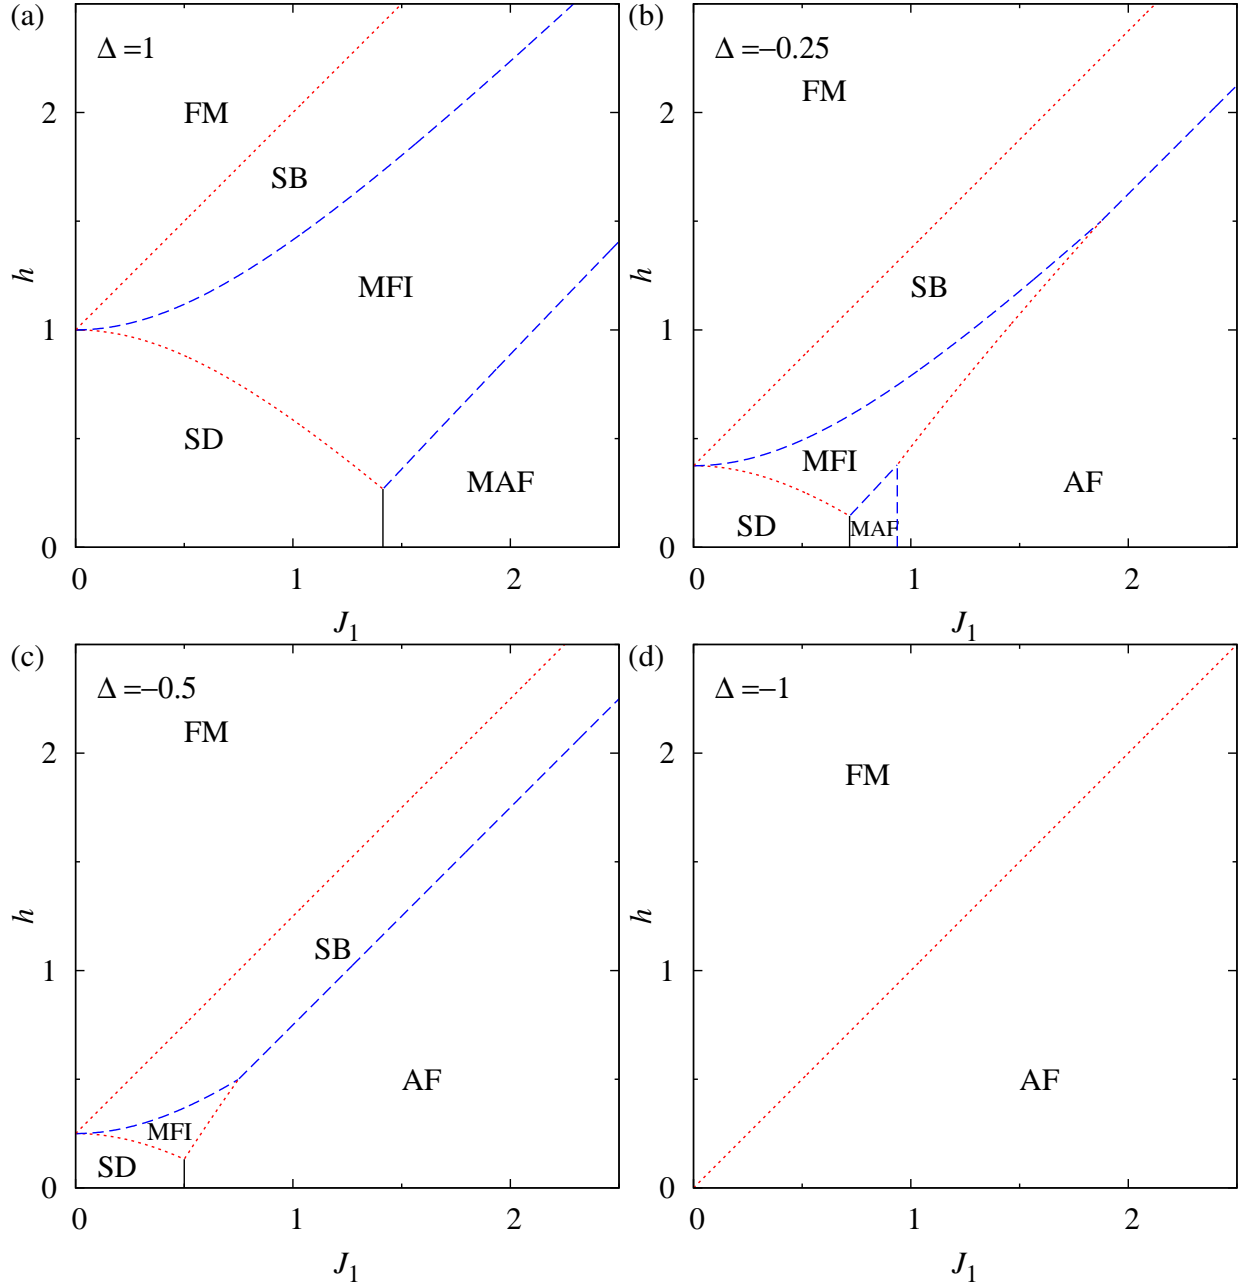 (a)
Δ =1
FM
SB
MFI
SD
MAF
h
0
1
2
0
1
2
J1
(b)
Δ =−0.25
FM
SB
MFI
SD
MAF
AF
h
0
1
2
0
1
2
J1
(c)
Δ =−0.5
FM
SB
MFI
SD
AF
h
0
1
2
0
1
2
J1
(d)
Δ =−1
FM
AF
h
0
1
2
0
1
2
J1